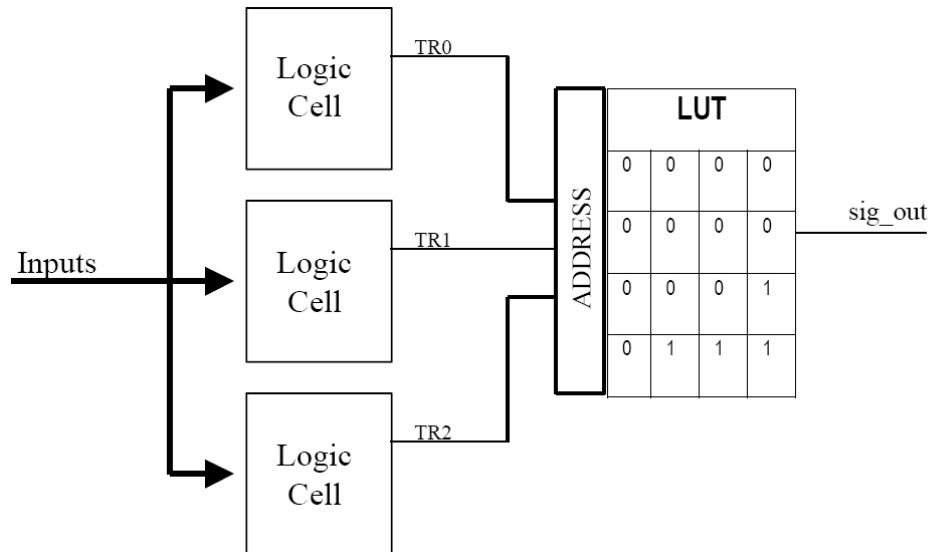 Logic
Cell
TR0
Inputs
Logic
Cell
TR1
Logic
Cell
TR2
ADDRESS
LUT
0 0 0 0
0 0 0 0
0 0 0 1
0 1 1 1
sig_out